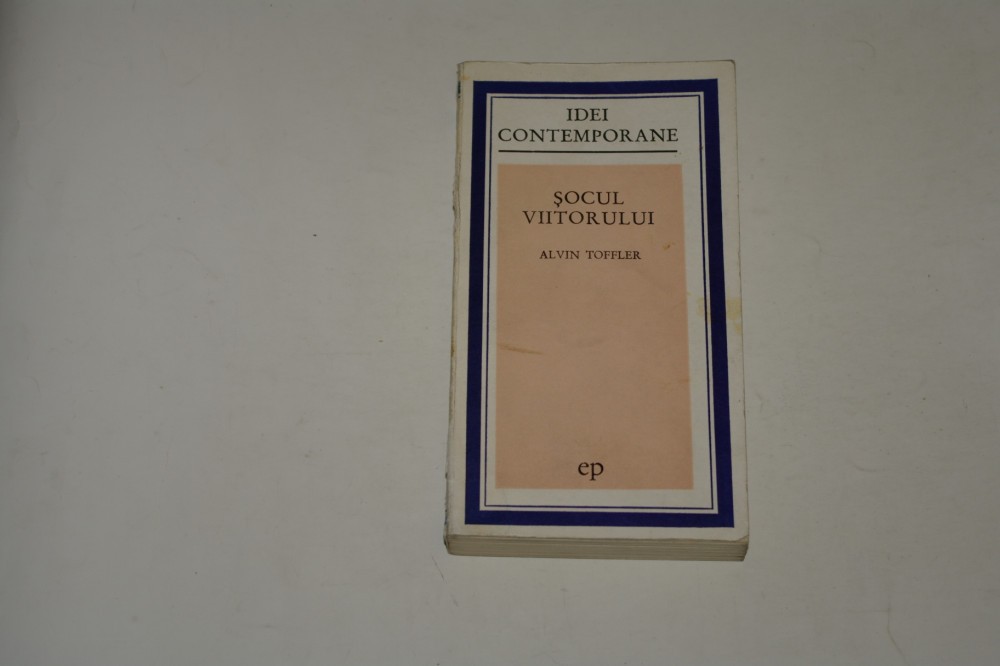 IDEI
CONTEMPORANE
ŞOCUL
VIITORULUI
ALVIN TOFFLER
ep